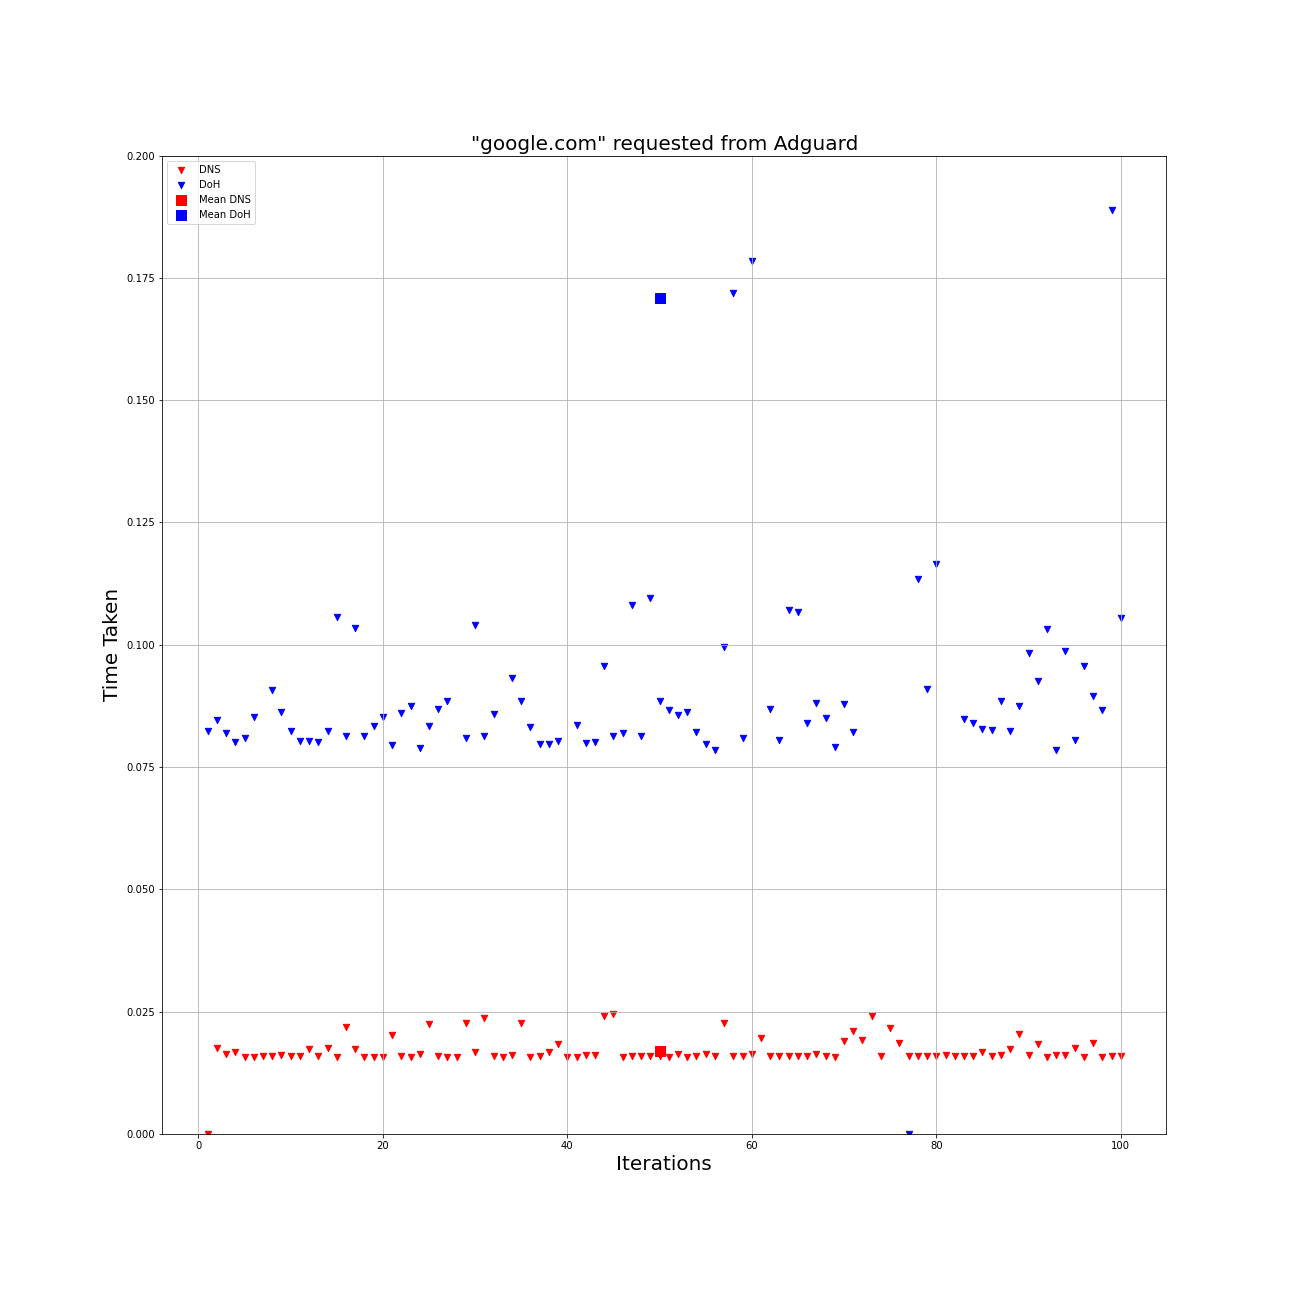 "google.com" requested from Adguard
DNS
DoH
Mean DNS
Mean DoH
0.200
0.175
0.150
0.125
0.100
0.075
0.050
0.025
0.000
Time Taken
0 20 40 60 80 100
Iterations